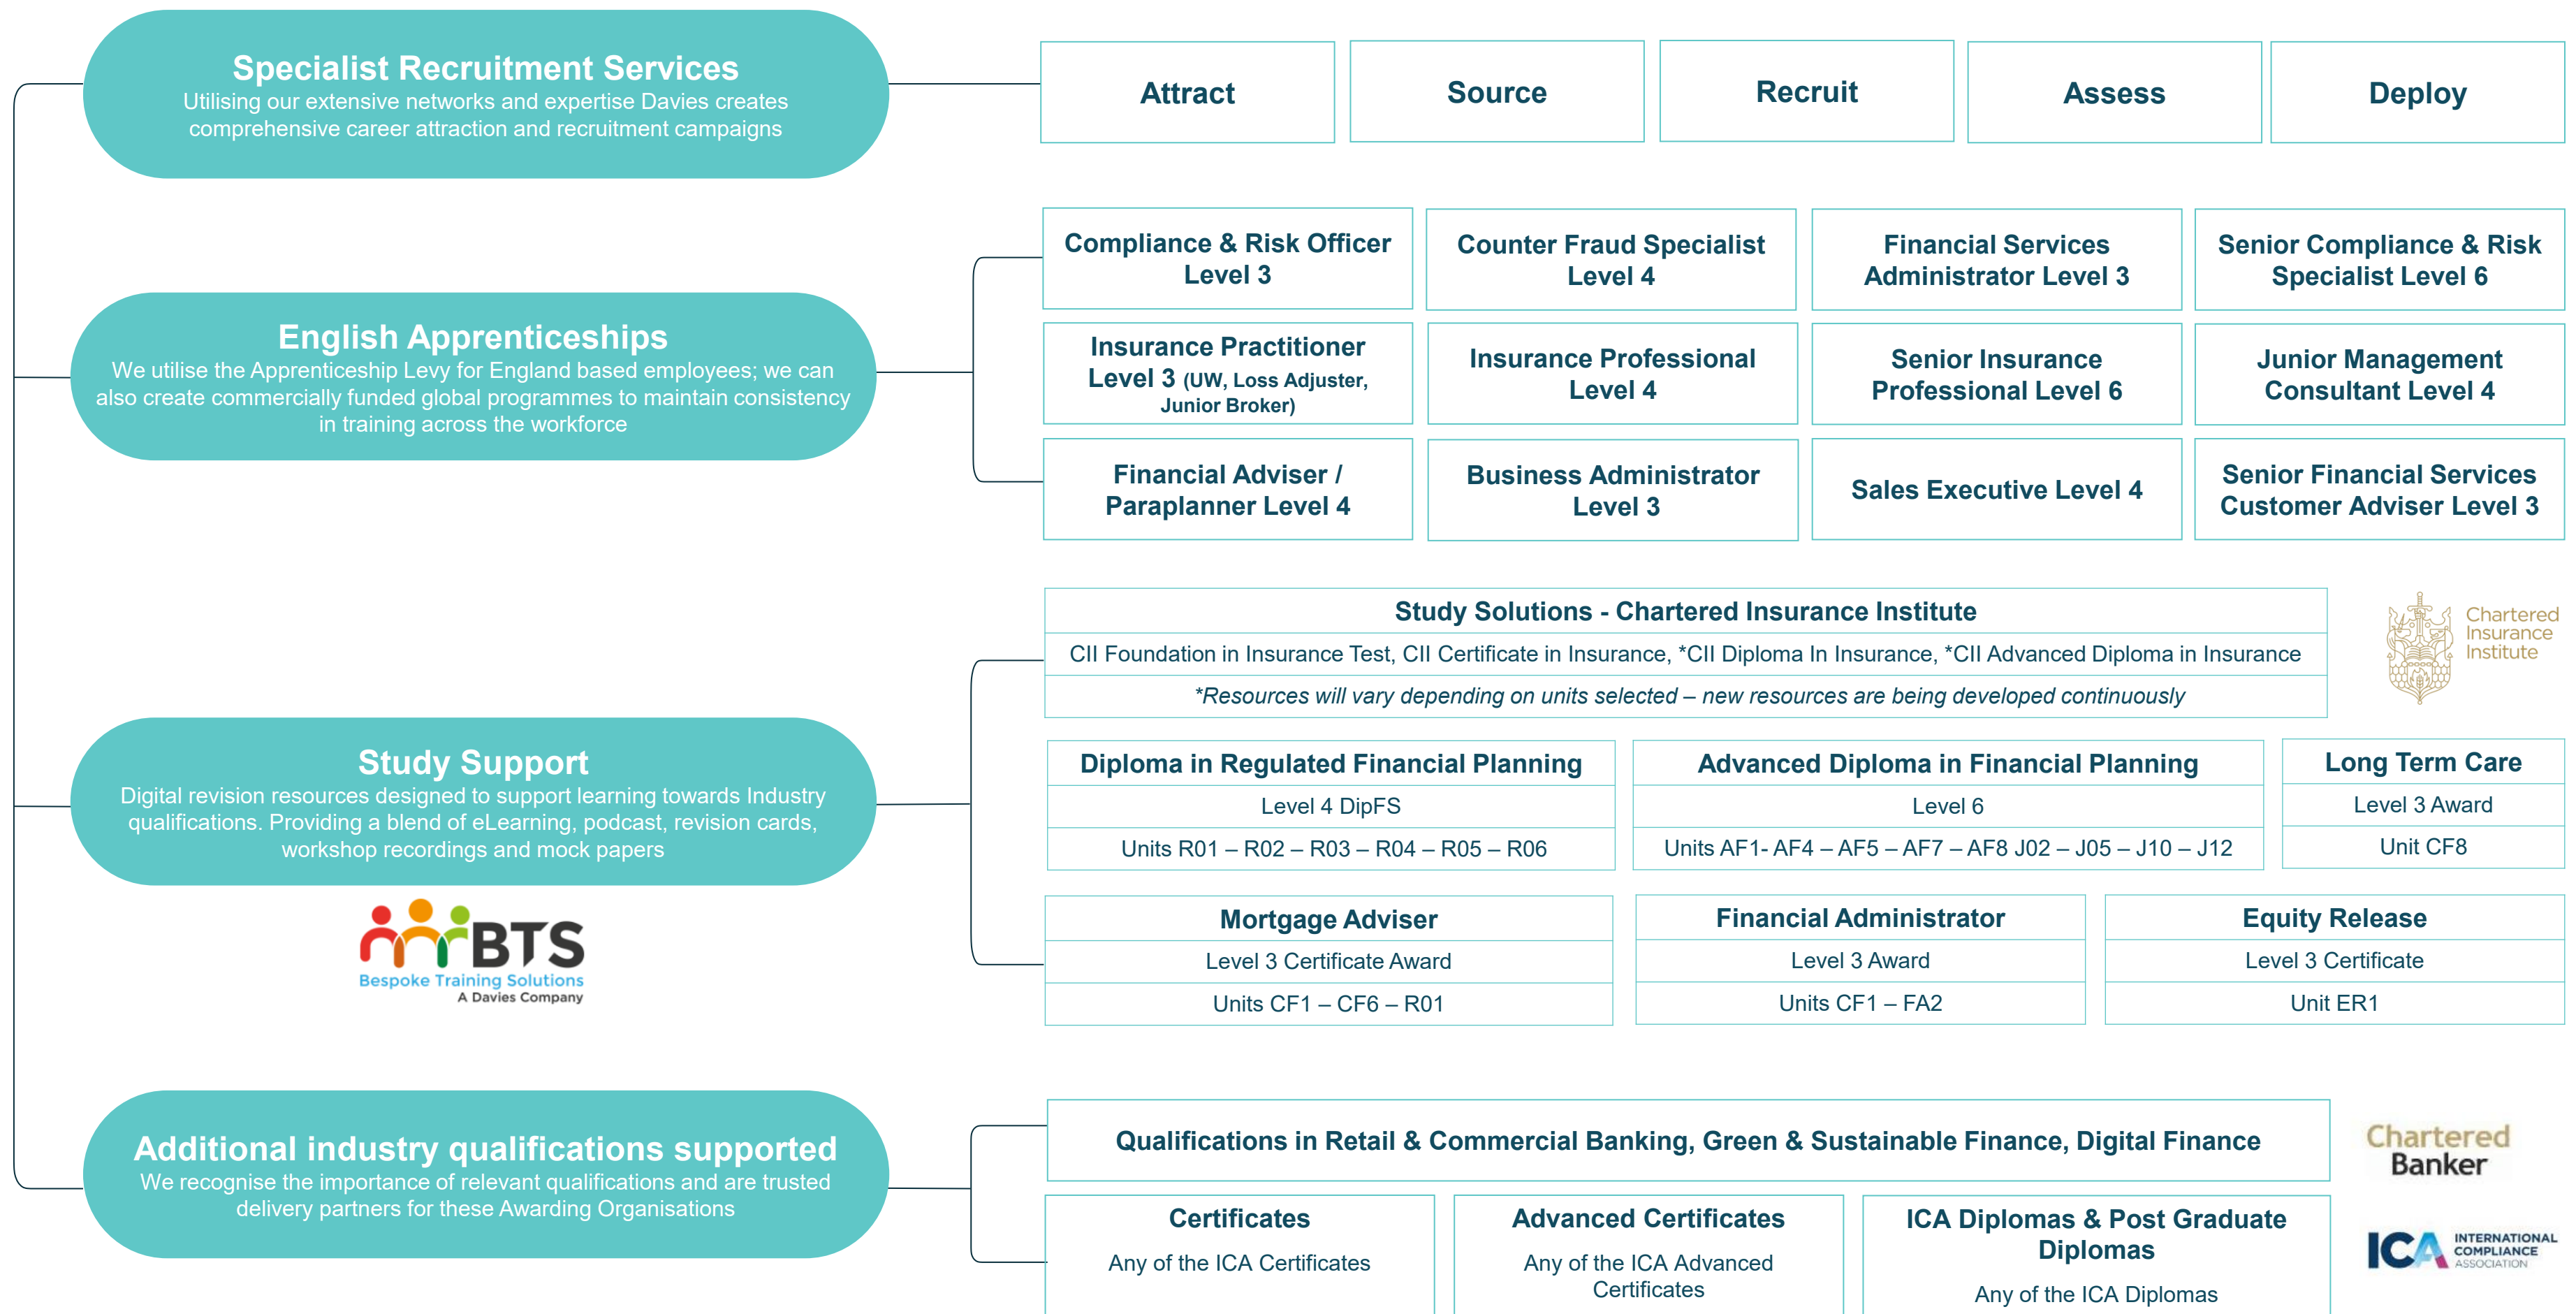 Specialist Recruitment Services
Utilising our extensive networks and expertise Davies creates
comprehensive career attraction and recruitment campaigns
Attract
Source
Recruit
Assess
Deploy
English Apprenticeships
We utilise the Apprenticeship Levy for England based employees; we can
also create commercially funded global programmes to maintain consistency
in training across the workforce
Compliance & Risk Officer
Level 3
Counter Fraud Specialist
Level 4
Financial Services
Administrator Level 3
Senior Compliance & Risk
Specialist Level 6
Insurance Practitioner
Level 3 (UW, Loss Adjuster,
Junior Broker)
Insurance Professional
Level 4
Senior Insurance
Professional Level 6
Junior Management
Consultant Level 4
Financial Adviser /
Paraplanner Level 4
Business Administrator
Level 3
Sales Executive Level 4
Senior Financial Services
Customer Adviser Level 3
Study Support
Digital revision resources designed to support learning towards Industry
qualifications. Providing a blend of eLearning, podcast, revision cards,
workshop recordings and mock papers
BTS
Bespoke Training Solutions
A Davies Company
Study Solutions - Chartered Insurance Institute
CII Foundation in Insurance Test, CII Certificate in Insurance, *CII Diploma In Insurance, *CII Advanced Diploma in Insurance
*Resources will vary depending on units selected – new resources are being developed continuously
Chartered
Insurance
Institute
Diploma in Regulated Financial Planning
Level 4 DipFS
Units R01 – R02 – R03 – R04 – R05 – R06
Advanced Diploma in Financial Planning
Level 6
Units AF1- AF4 – AF5 – AF7 – AF8 J02 – J05 – J10 – J12
Long Term Care
Level 3 Award
Unit CF8
Mortgage Adviser
Level 3 Certificate Award
Units CF1 – CF6 – R01
Financial Administrator
Level 3 Award
Units CF1 – FA2
Equity Release
Level 3 Certificate
Unit ER1
Additional industry qualifications supported
We recognise the importance of relevant qualifications and are trusted
delivery partners for these Awarding Organisations
Qualifications in Retail & Commercial Banking, Green & Sustainable Finance, Digital Finance
Chartered
Banker
Certificates
Any of the ICA Certificates
Advanced Certificates
Any of the ICA Advanced
Certificates
ICA Diplomas & Post Graduate
Diplomas
Any of the ICA Diplomas
ICA
INTERNATIONAL
COMPLIANCE
ASSOCIATION